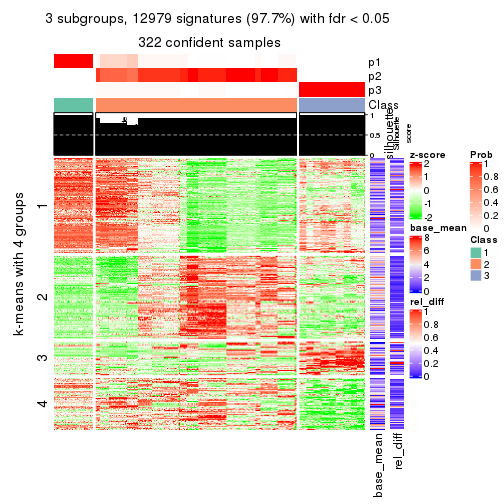 3 subgroups, 12979 signatures (97.7%) with fdr < 0.05
322 confident samples
p1
p2
p3
Class
1
0.5
0
silhouette
Silhouette
score
k-means with 4 groups
1
2
3
4
base_mean
rel_diff
z-score
2
1
0
-1
-2
base_mean
8
6
4
2
0
rel_diff
1
0.8
0.6
0.4
0.2
0
Prob
1
0.8
0.6
0.4
0.2
0
Class
1
2
3